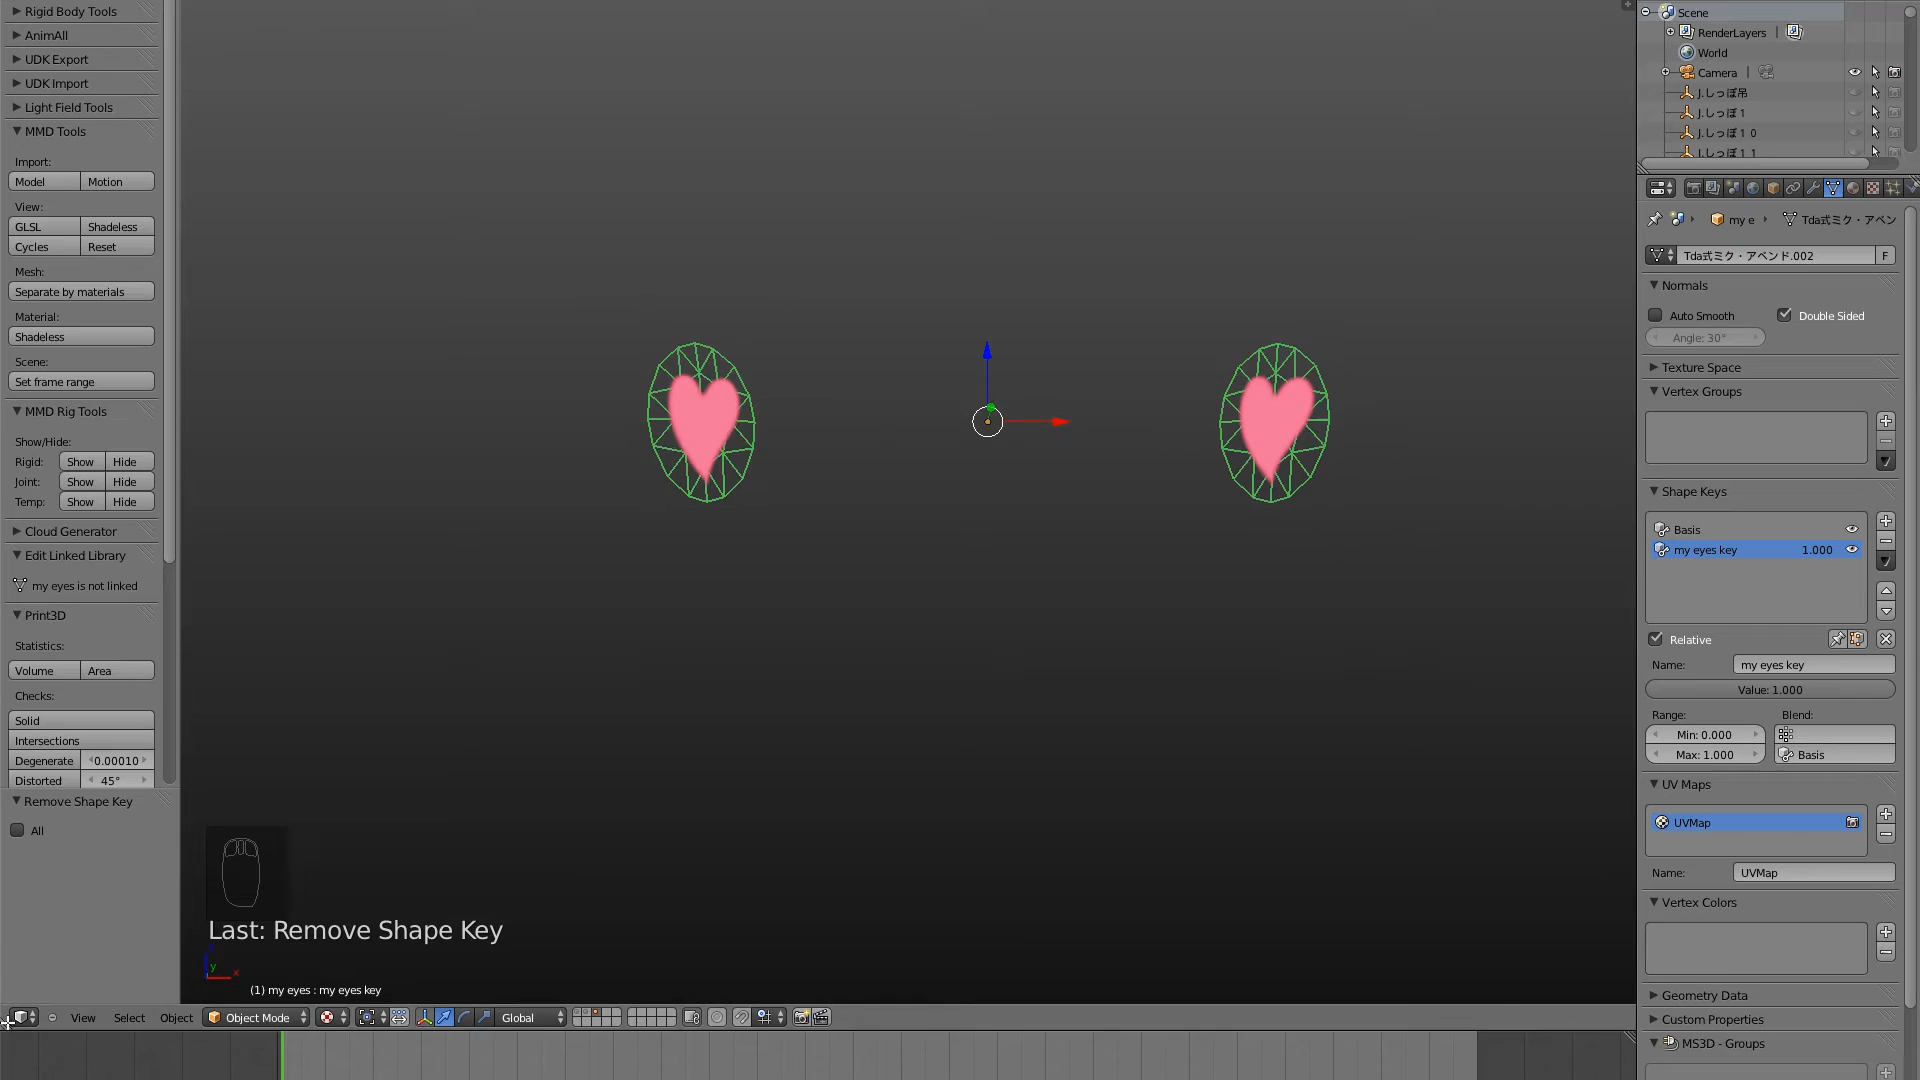 Rigid Body Tools
AnimAll
UDK Export
UDK Import
Light Field Tools
MMD Tools
Import:
Model Motion
View:
GLSL Shadeless
Cycles Reset
Mesh:
Separate by materials
Material:
Shadeless
Scene:
Set frame range
MMD Rig Tools
Show/Hide:
Rigid: Show Hide
Joint: Show Hide
Temp: Show Hide
Cloud Generator
Edit Linked Library
my eyes is not linked
Print3D
Statistics:
Volume Area
Checks:
Solid
Intersections
Degenerate 0.00010
Distorted 45°
Remove Shape Key
All
Last: Remove Shape Key
y x
(1) my eyes : my eyes key
View Select Object Object Mode Global
Scene
RenderLayers |
World
Camera |
J.しっぽ吊
J.しっぽ１
J.しっぽ１０
J.しっぽ１１
my e Tda式ミク・アペン
Tda式ミク・アペンド.002 F
Normals
Auto Smooth Double Sided
Angle: 30°
Texture Space
Vertex Groups
Shape Keys
Basis
my eyes key 1.000
Relative
Name: my eyes key
Value: 1.000
Range: Blend:
Min: 0.000
Max: 1.000 Basis
UV Maps
UVMap
Name: UVMap
Vertex Colors
Geometry Data
Custom Properties
MS3D - Groups